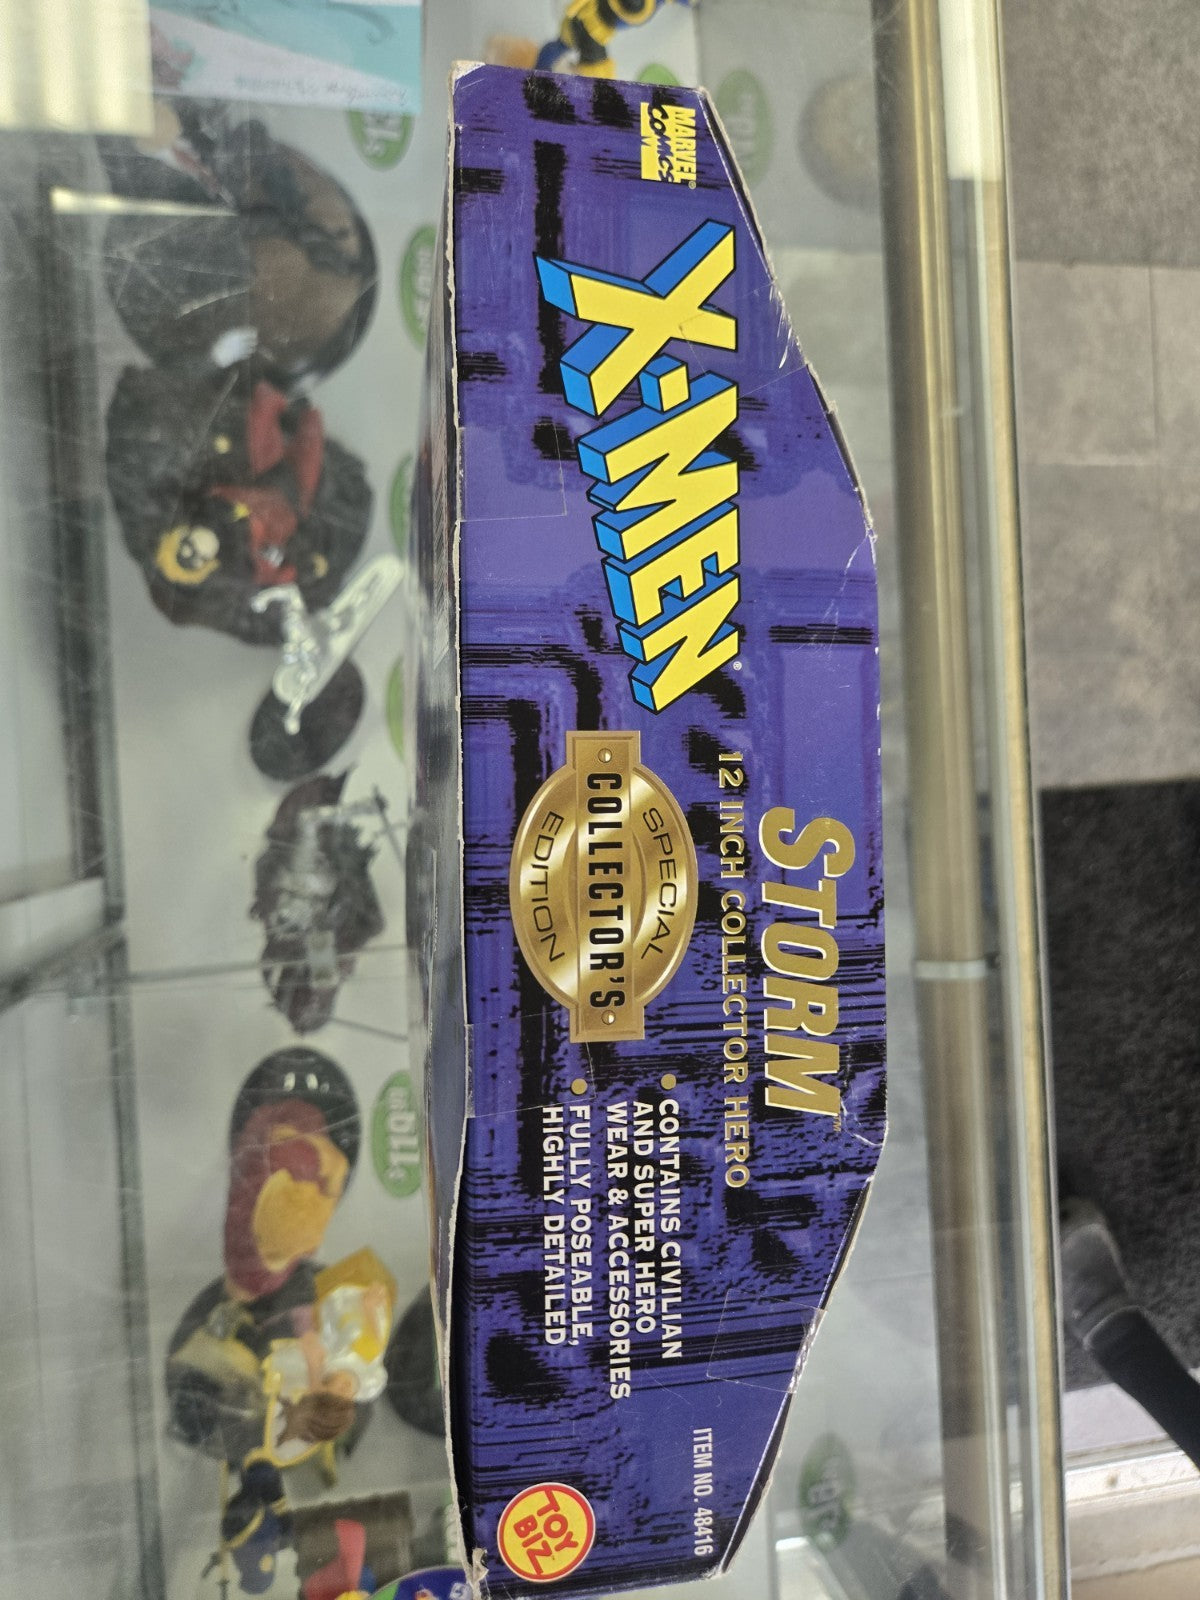 MARVEL®
COMICS
X-MEN®
STORM™
12 INCH COLLECTOR HERO
SPECIAL
COLLECTOR'S
EDITION
• CONTAINS CIVILIAN
AND SUPER HERO
WEAR & ACCESSORIES
• FULLY POSEABLE,
HIGHLY DETAILED
ITEM NO. 48416
TOY
BIZ